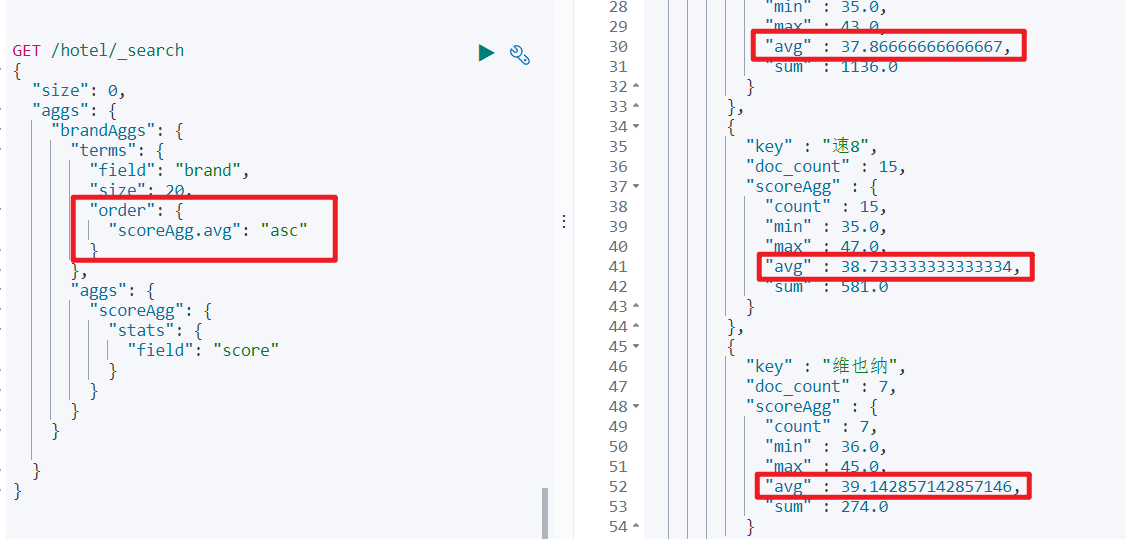 GET /hotel/_search
{
  "size": 0,
  "aggs": {
    "brandAggs": {
      "terms": {
        "field": "brand",
        "size": 20,
        "order": {
          "scoreAgg.avg": "asc"
        }
      },
      "aggs": {
        "scoreAgg": {
          "stats": {
            "field": "score"
          }
        }
      }
    }
  }
}
28 "min" : 35.0,
29 "max" : 43.0,
30 "avg" : 37.86666666666667,
31 "sum" : 1136.0
32 }
33 },
34 {
35 "key" : "速8",
36 "doc_count" : 15,
37 "scoreAgg" : {
38 "count" : 15,
39 "min" : 35.0,
40 "max" : 47.0,
41 "avg" : 38.733333333333334,
42 "sum" : 581.0
43 }
44 },
45 {
46 "key" : "维也纳",
47 "doc_count" : 7,
48 "scoreAgg" : {
49 "count" : 7,
50 "min" : 36.0,
51 "max" : 45.0,
52 "avg" : 39.142857142857146,
53 "sum" : 274.0
54 }